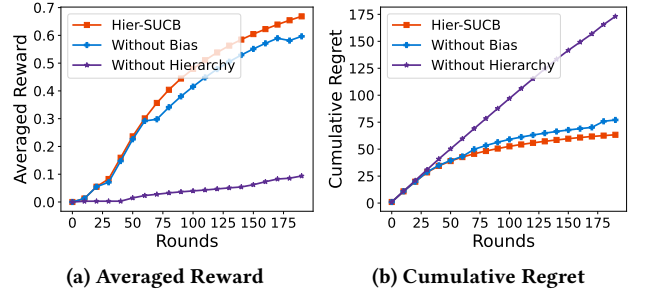 0.7
0.6
0.5
0.4
0.3
0.2
0.1
0.0
Averaged Reward
Hier-SUCB
Without Bias
Without Hierarchy
0 25 50 75 100 125 150 175
Rounds
(a) Averaged Reward
175
150
125
100
75
50
25
0
Cumulative Regret
Hier-SUCB
Without Bias
Without Hierarchy
0 25 50 75 100 125 150 175
Rounds
(b) Cumulative Regret